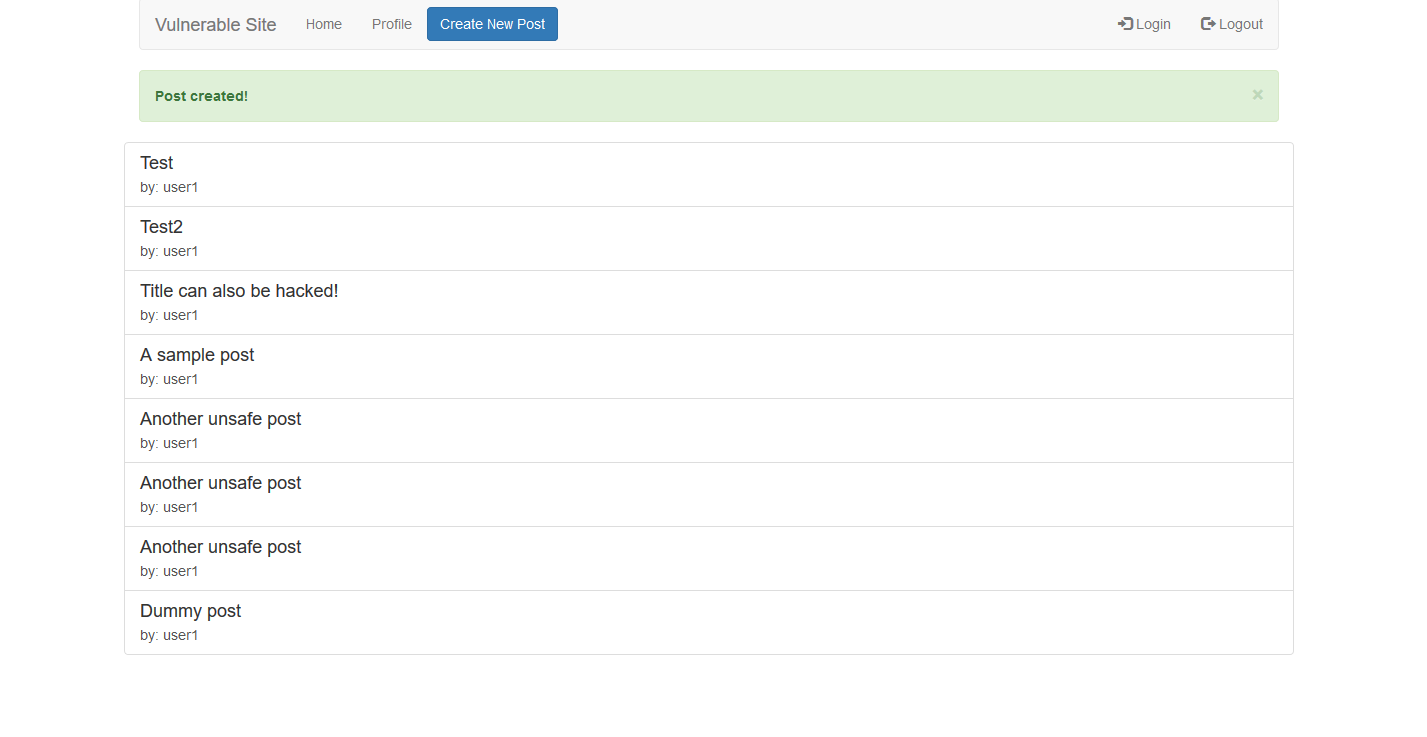 Vulnerable Site Home Profile Create New Post Login Logout
Post created! ×
Test
by: user1
Test2
by: user1
Title can also be hacked!
by: user1
A sample post
by: user1
Another unsafe post
by: user1
Another unsafe post
by: user1
Another unsafe post
by: user1
Dummy post
by: user1